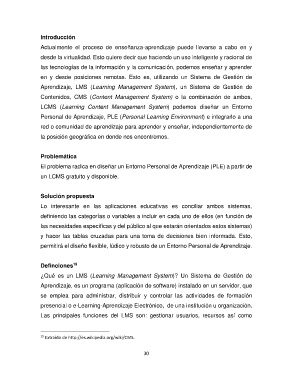 Introducción
Actualmente el proceso de enseñanza-aprendizaje puede llevarse a cabo en y
desde la virtualidad. Esto quiere decir que haciendo un uso inteligente y racional de
las tecnologías de la información y la comunicación, podemos enseñar y aprender
en y desde posiciones remotas. Esto es, utilizando un Sistema de Gestión de
Aprendizaje, LMS (Learning Management System), un Sistema de Gestión de
Contenidos, CMS (Content Management System) o la combinación de ambos,
LCMS (Learning Content Management System) podemos diseñar un Entorno
Personal de Aprendizaje, PLE (Personal Learning Environment) e integrarlo a una
red o comunidad de aprendizaje para aprender y enseñar, independientemente de
la posición geográfica en donde nos encontremos.
Problemática
El problema radica en diseñar un Entorno Personal de Aprendizaje (PLE) a partir de
un LCMS gratuito y disponible.
Solución propuesta
Lo interesante en las aplicaciones educativas es conciliar ambos sistemas,
definiendo las categorías o variables a incluir en cada uno de ellos (en función de
las necesidades específicas y del público al que estarán orientados estos sistemas)
y hacer las tablas cruzadas para una toma de decisiones bien informada. Esto,
permitirá el diseño flexible, lúdico y robusto de un Entorno Personal de Aprendizaje.
Definiciones
¿Qué es un LMS (Learning Management System)? Un Sistema de Gestión de
Aprendizaje, es un programa (aplicación de software) instalado en un servidor, que
se emplea para administrar, distribuir y controlar las actividades de formación
presencial o e-Learning-Aprendizaje Electrónico, de una institución u organización.
Las principales funciones del LMS son: gestionar usuarios, recursos así como
Extraído de http://es.wikipedia.org/wiki/CMS.
30